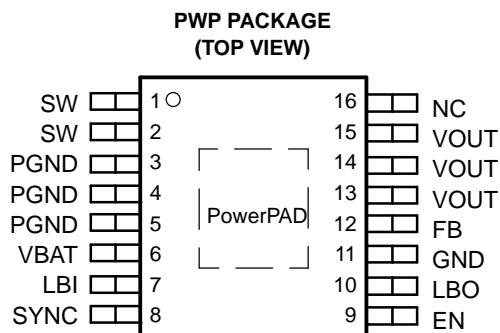 PWP PACKAGE
(TOP VIEW)
SW 1 16 NC
SW 2 15 VOUT
PGND 3 14 VOUT
PGND 4 13 VOUT
PGND 5 12 FB
VBAT 6 11 GND
LBI 7 10 LBO
SYNC 8 9 EN
PowerPAD